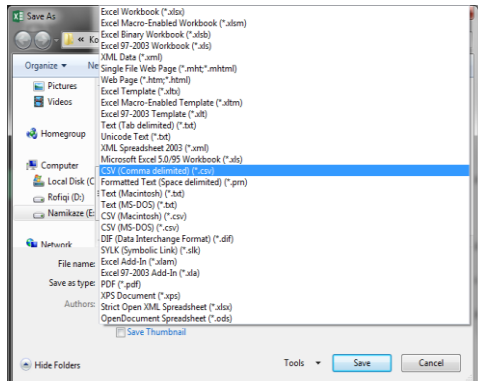 Save As
« Ko
Organize
Ne
Pictures
Videos
Homegroup
Computer
Local Disk (C
Rofiqi (D:)
Namikaze (E:
Network
File name:
Save as type:
Authors:
Excel Workbook (*.xlsx)
Excel Macro-Enabled Workbook (*.xlsm)
Excel Binary Workbook (*.xlsb)
Excel 97-2003 Workbook (*.xls)
XML Data (*.xml)
Single File Web Page (*.mht;*.mhtml)
Web Page (*.htm;*.html)
Excel Template (*.xltx)
Excel Macro-Enabled Template (*.xltm)
Excel 97-2003 Template (*.xlt)
Text (Tab delimited) (*.txt)
Unicode Text (*.txt)
XML Spreadsheet 2003 (*.xml)
Microsoft Excel 5.0/95 Workbook (*.xls)
CSV (Comma delimited) (*.csv)
Formatted Text (Space delimited) (*.prn)
Text (Macintosh) (*.txt)
Text (MS-DOS) (*.txt)
CSV (Macintosh) (*.csv)
CSV (MS-DOS) (*.csv)
DIF (Data Interchange Format) (*.dif)
SYLK (Symbolic Link) (*.slk)
Excel Add-In (*.xlam)
Excel 97-2003 Add-In (*.xla)
PDF (*.pdf)
XPS Document (*.xps)
Strict Open XML Spreadsheet (*.xlsx)
OpenDocument Spreadsheet (*.ods)
Save Thumbnail
Hide Folders
Tools
Save
Cancel